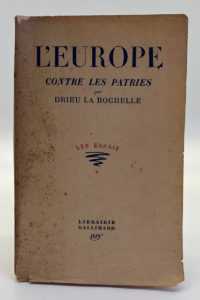 L'EUROPE
CONTRE LES PATRIES
par
DRIEU LA ROCHELLE
LES ESSAIS
LIBRAIRIE
GALLIMARD
nrf